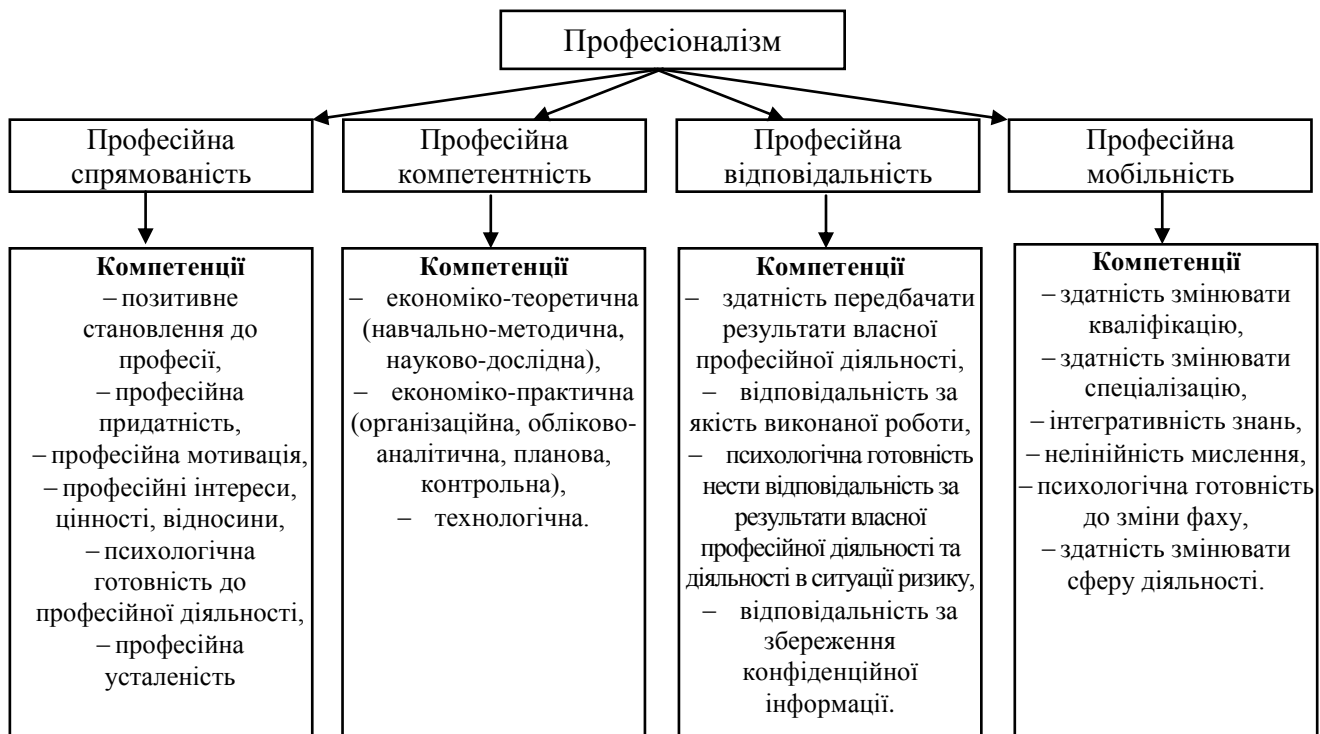 Професіоналізм
Професійна
спрямованість
Професійна
компетентність
Професійна
відповідальність
Професійна
мобільність
Компетенції
– позитивне
становлення до
професії,
– професійна
придатність,
– професійна мотивація,
– професійні інтереси,
цінності, відносини,
– психологічна
готовність до
професійної діяльності,
– професійна
усталеність
Компетенції
– економіко-теоретична
(навчально-методична,
науково-дослідна),
– економіко-практична
(організаційна, обліково-
аналітична, планова,
контрольна),
– технологічна.
Компетенції
– здатність передбачати
результати власної
професійної діяльності,
– відповідальність за
якість виконаної роботи,
– психологічна готовність
нести відповідальність за
результати власної
професійної діяльності та
діяльності в ситуації ризику,
– відповідальність за
збереження
конфіденційної
інформації.
Компетенції
– здатність змінювати
кваліфікацію,
– здатність змінювати
спеціалізацію,
– інтегративність знань,
– нелінійність мислення,
– психологічна готовність
до зміни фаху,
– здатність змінювати
сферу діяльності.